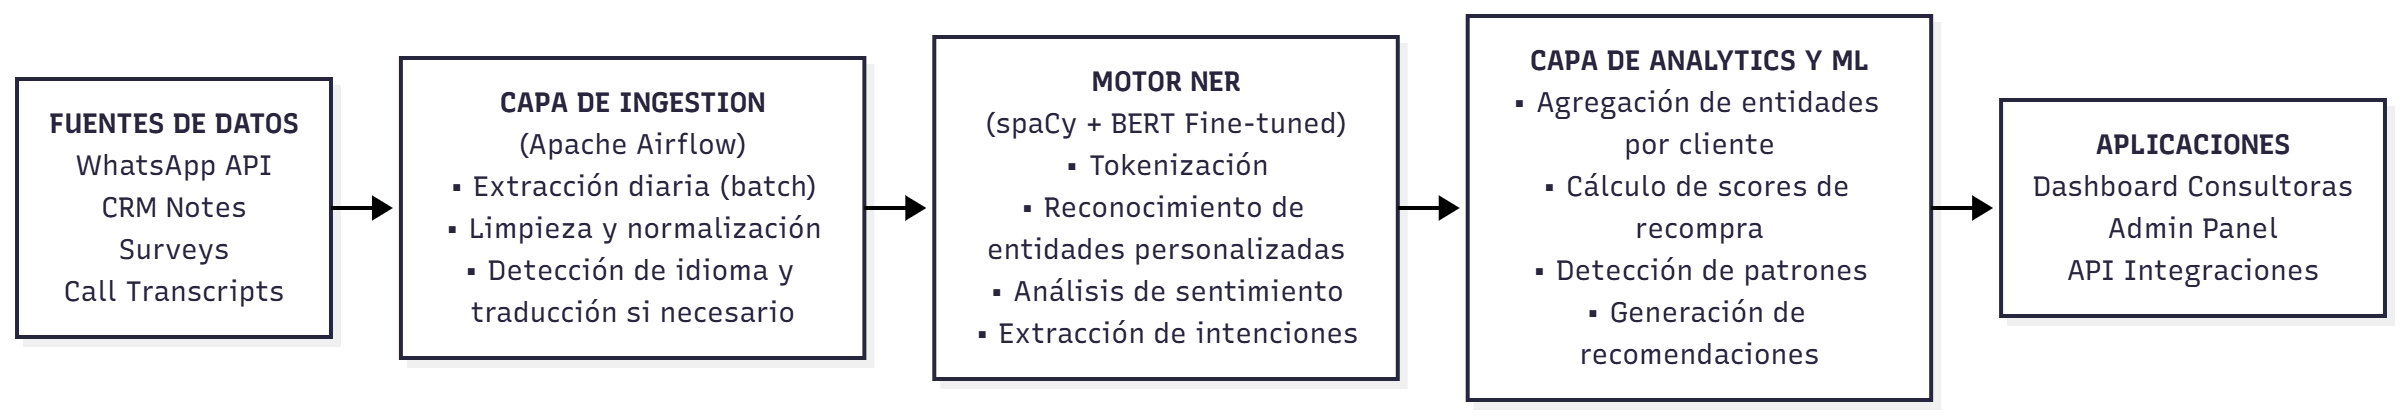 FUENTES DE DATOS
WhatsApp API
CRM Notes
Surveys
Call Transcripts
CAPA DE INGESTION
(Apache Airflow)
▪ Extracción diaria (batch)
▪ Limpieza y normalización
▪ Detección de idioma y
traducción si necesario
MOTOR NER
(spaCy + BERT Fine-tuned)
▪ Tokenización
▪ Reconocimiento de
entidades personalizadas
▪ Análisis de sentimiento
▪ Extracción de intenciones
CAPA DE ANALYTICS Y ML
▪ Agregación de entidades
por cliente
▪ Cálculo de scores de
recompra
▪ Detección de patrones
▪ Generación de
recomendaciones
APLICACIONES
Dashboard Consultoras
Admin Panel
API Integraciones